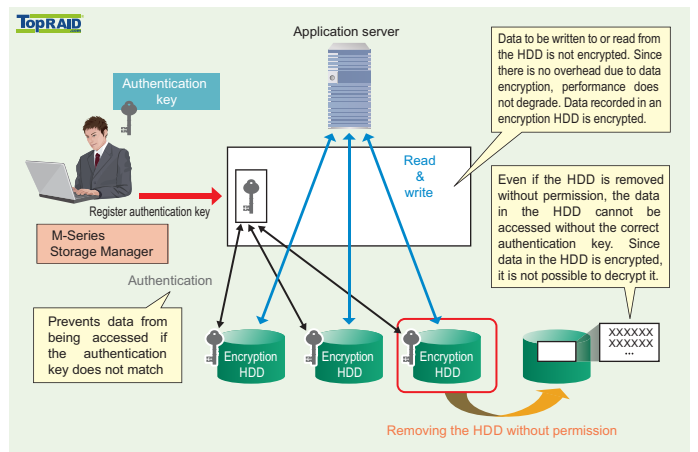 TopRAID
.com
Application server
Data to be written to or read from
the HDD is not encrypted. Since
there is no overhead due to data
encryption, performance does
not degrade. Data recorded in an
encryption HDD is encrypted.
Authentication
key
Read
&
write
Even if the HDD is removed
without permission, the data
in the HDD cannot be
accessed without the correct
authentication key. Since
data in the HDD is encrypted,
it is not possible to decrypt it.
Register authentication key
M-Series
Storage Manager
Authentication
Prevents data from
being accessed if
the authentication
key does not match
Encryption
HDD
Encryption
HDD
Encryption
HDD
XXXXXX
XXXXXX
...
Removing the HDD without permission